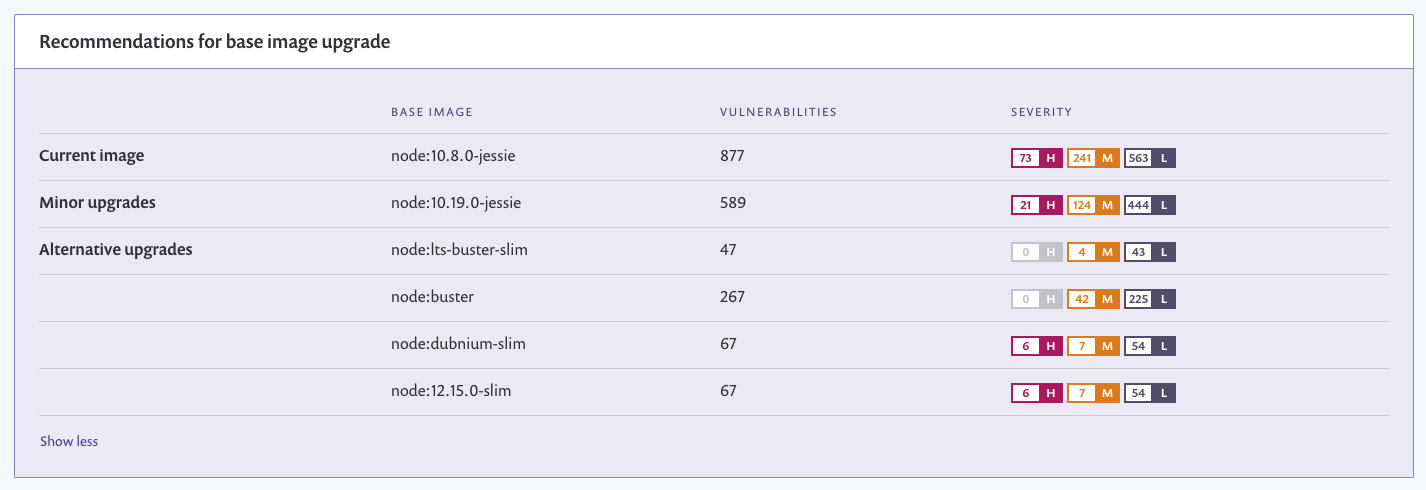 Recommendations for base image upgrade
BASE IMAGE VULNERABILITIES SEVERITY
Current image node:10.8.0-jessie 877 73 H 241 M 563 L
Minor upgrades node:10.19.0-jessie 589 21 H 124 M 444 L
Alternative upgrades node:lts-buster-slim 47 0 H 4 M 43 L
node:buster 267 0 H 42 M 225 L
node:dubnium-slim 67 6 H 7 M 54 L
node:12.15.0-slim 67 6 H 7 M 54 L
Show less